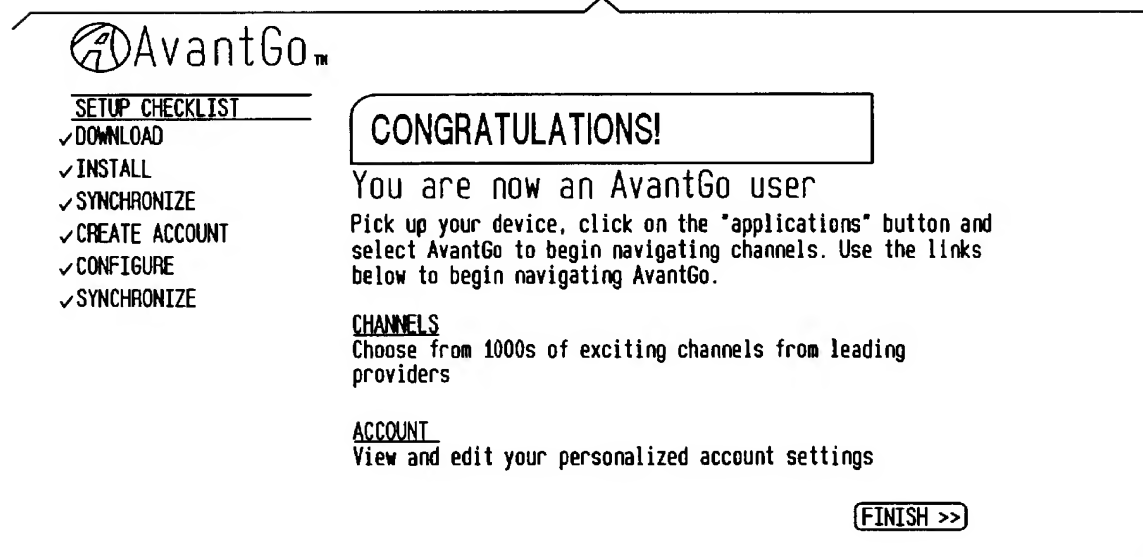 AvantGo™
SETUP CHECKLIST
✓DOWNLOAD
✓INSTALL
✓SYNCHRONIZE
✓CREATE ACCOUNT
✓CONFIGURE
✓SYNCHRONIZE
CONGRATULATIONS!
You are now an AvantGo user
Pick up your device, click on the "applications" button and
select AvantGo to begin navigating channels. Use the links
below to begin navigating AvantGo.
CHANNELS
Choose from 1000s of exciting channels from leading
providers
ACCOUNT
View and edit your personalized account settings
FINISH >>